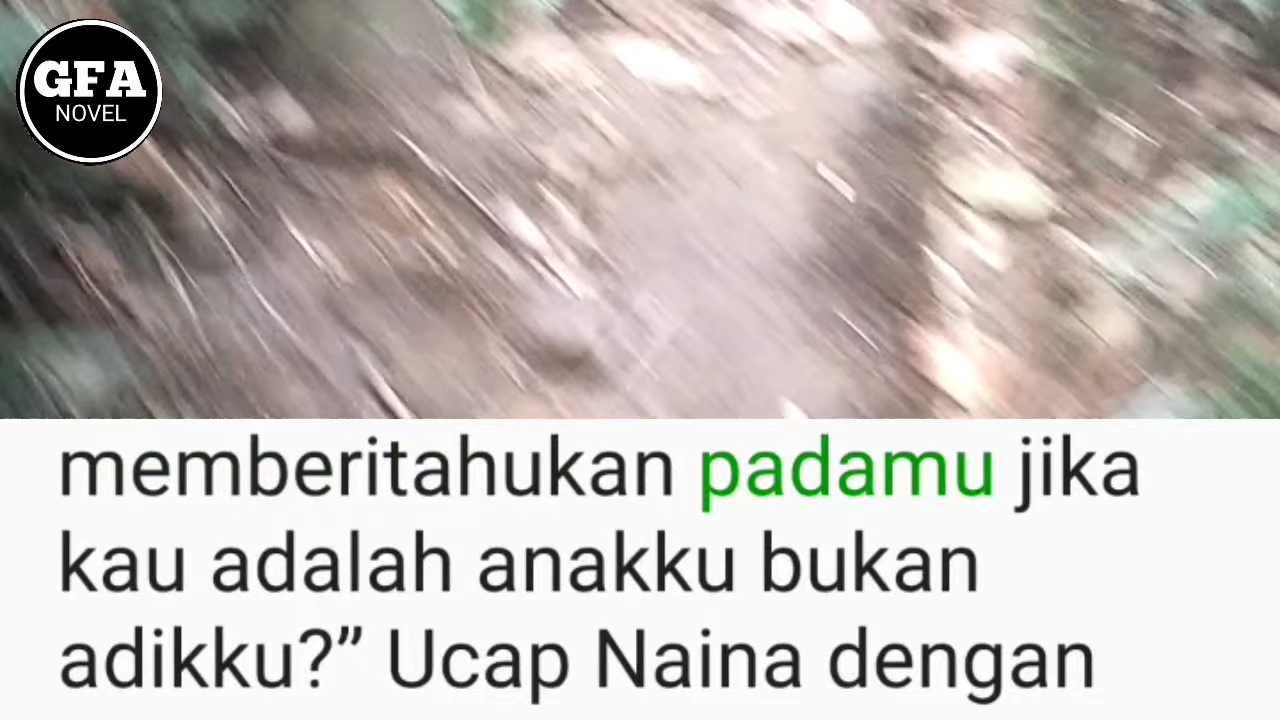 GFA
NOVEL
memberitahukan padamu jika
kau adalah anakku bukan
adikku?” Ucap Naina dengan